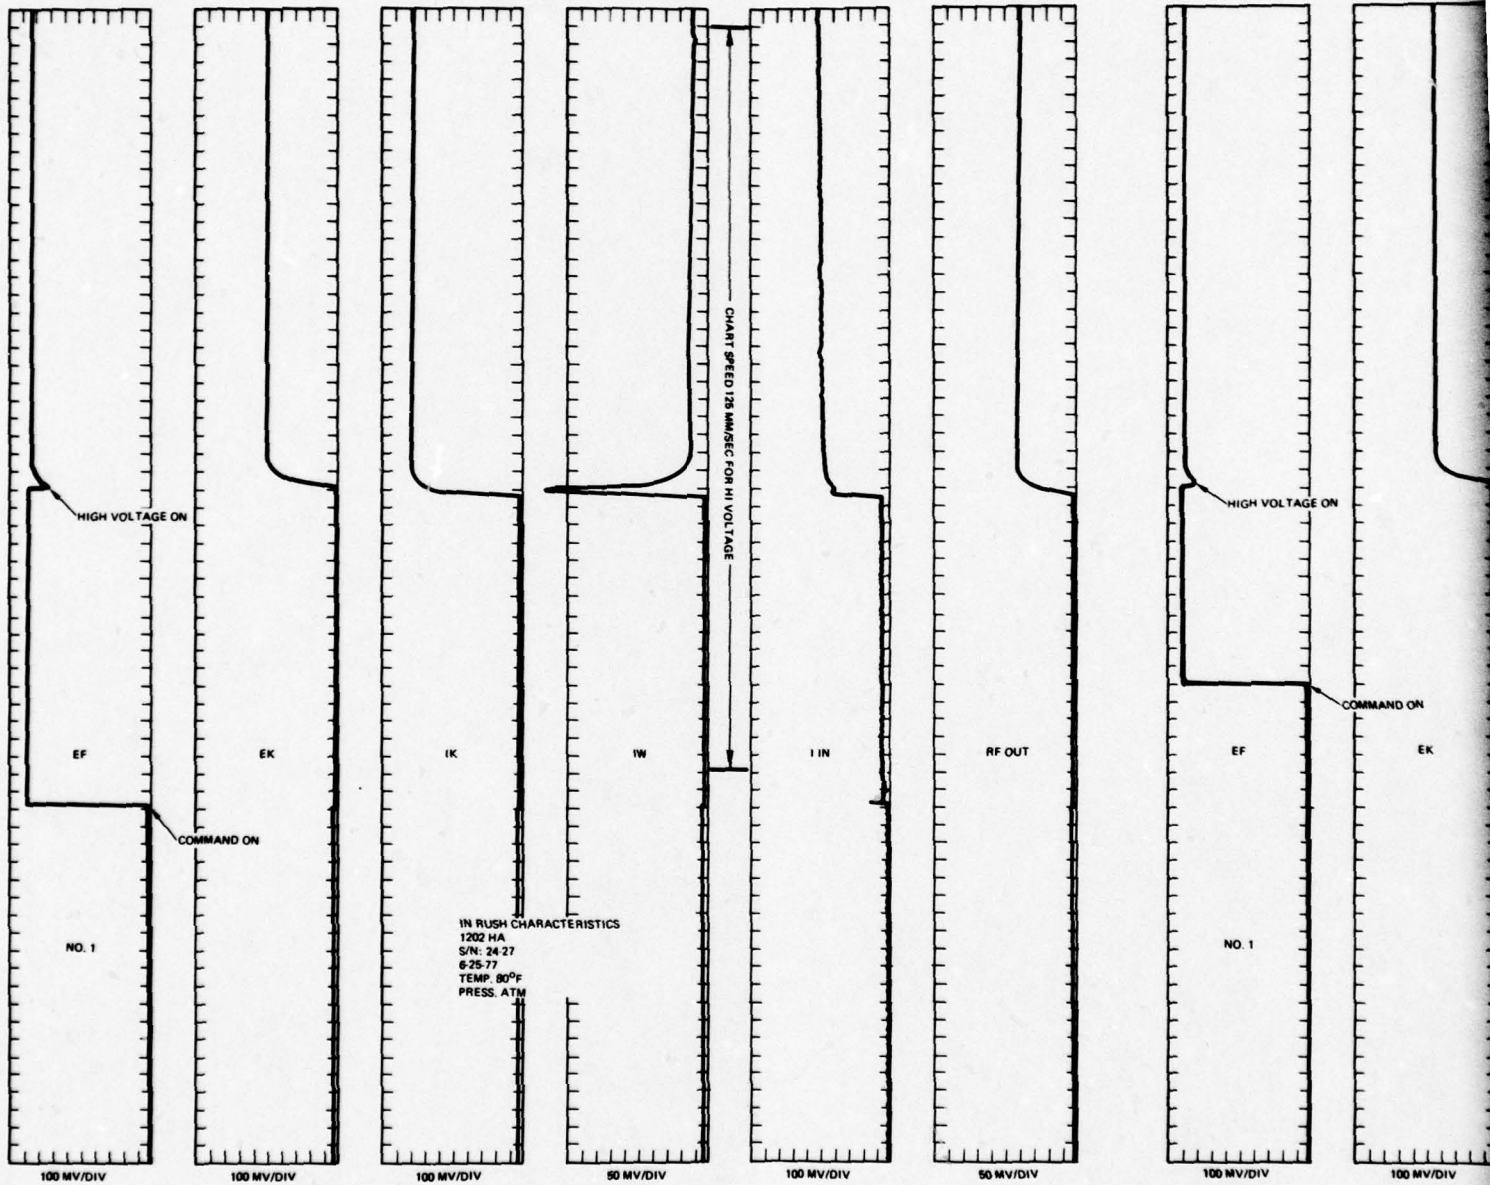 CHART SPEED 125 MM/SEC FOR HI VOLTAGE
HIGH VOLTAGE ON
HIGH VOLTAGE ON
COMMAND ON
EF
EK
IK
IW
I IN
RF OUT
EF
EK
COMMAND ON
NO. 1
IN RUSH CHARACTERISTICS
1202 HA
S/N: 24-27
6-25-77
TEMP. 80°F
PRESS. ATM
NO. 1
100 MV/DIV
100 MV/DIV
100 MV/DIV
50 MV/DIV
100 MV/DIV
50 MV/DIV
100 MV/DIV
100 MV/DIV